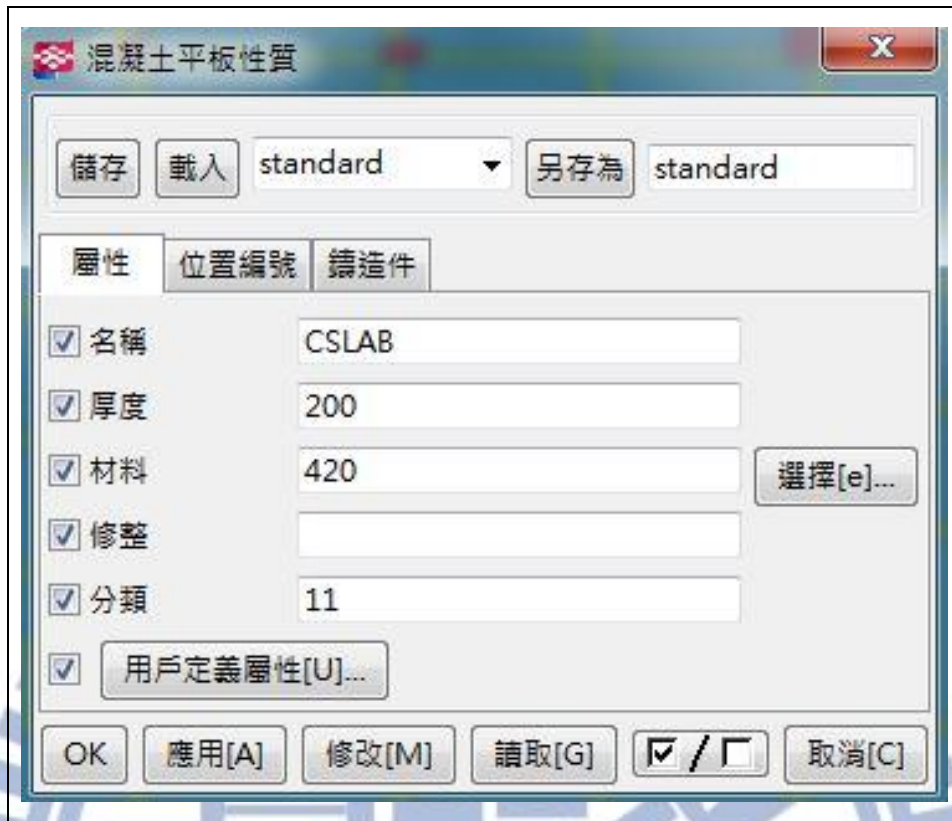 混凝土平板性質
儲存 載入 standard 另存為 standard
屬性 位置編號 鑄造件
名稱 CSLAB
厚度 200
材料 420 選擇[e]...
修整
分類 11
用戶定義屬性[U]...
OK 應用[A] 修改[M] 讀取[G] / 取消[C]